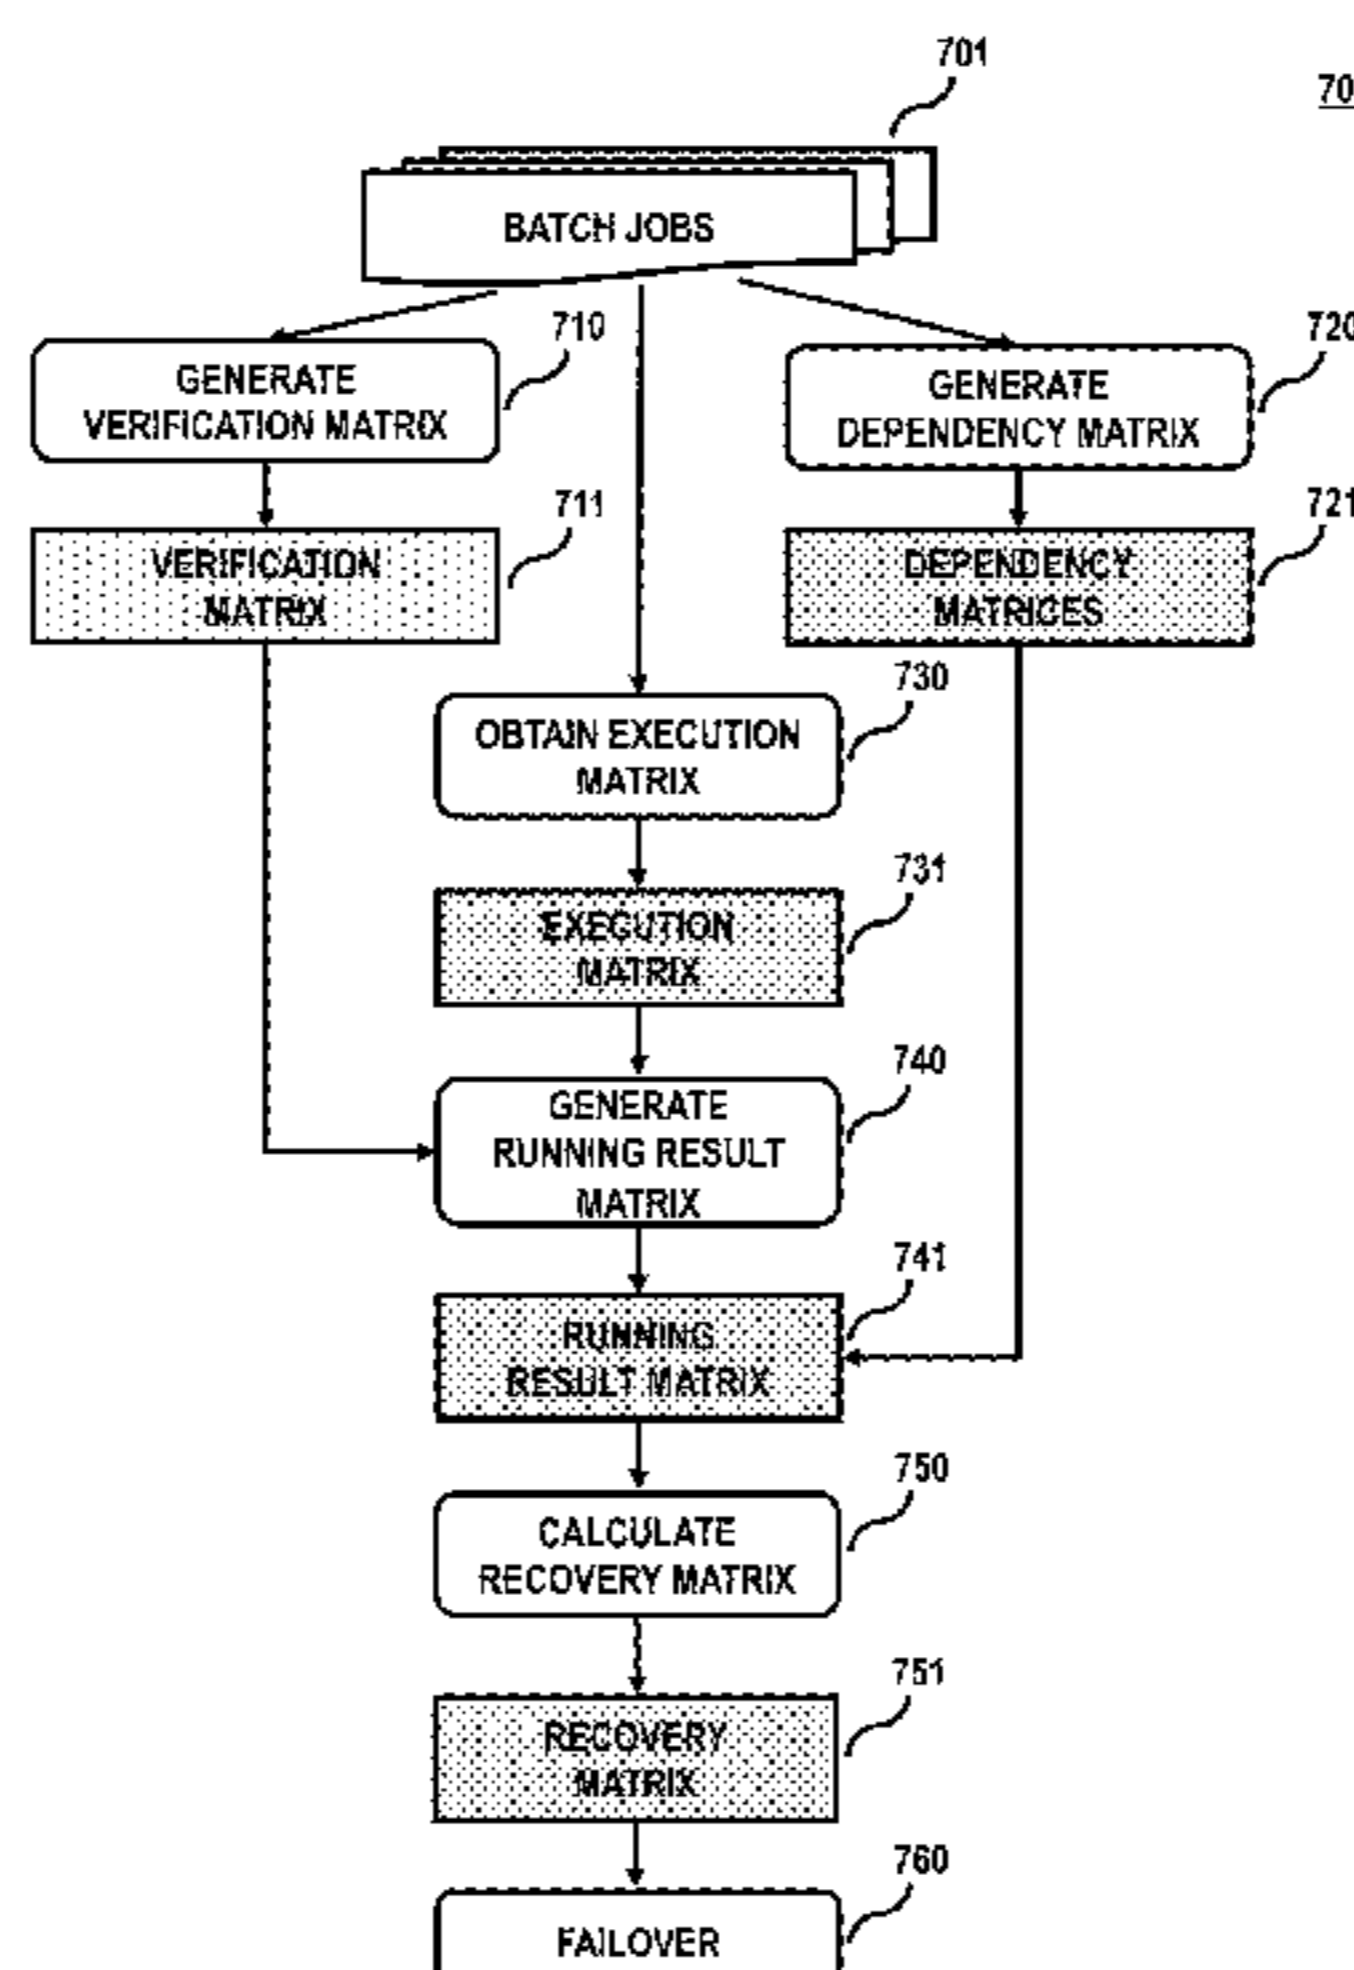 701
70
BATCH JOBS
710
GENERATE
VERIFICATION MATRIX
720
GENERATE
DEPENDENCY MATRIX
711
VERIFICATION
MATRIX
721
DEPENDENCY
MATRICES
730
OBTAIN EXECUTION
MATRIX
731
EXECUTION
MATRIX
740
GENERATE
RUNNING RESULT
MATRIX
741
RUNNING
RESULT MATRIX
750
CALCULATE
RECOVERY MATRIX
751
RECOVERY
MATRIX
760
FAILOVER